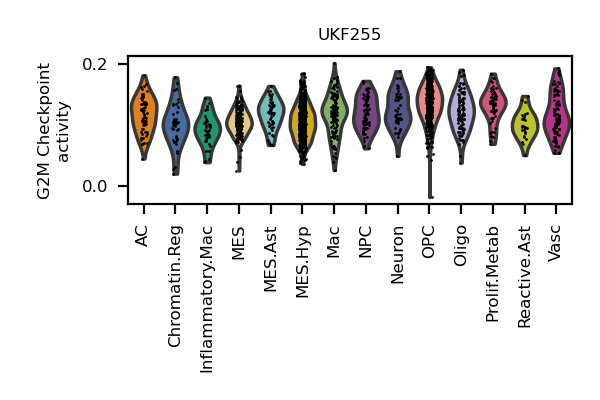 UKF255
G2M Checkpoint
activity
0.2
0.0
AC
Chromatin.Reg
Inflammatory.Mac
MES
MES.Ast
MES.Hyp
Mac
NPC
Neuron
OPC
Oligo
Prolif.Metab
Reactive.Ast
Vasc